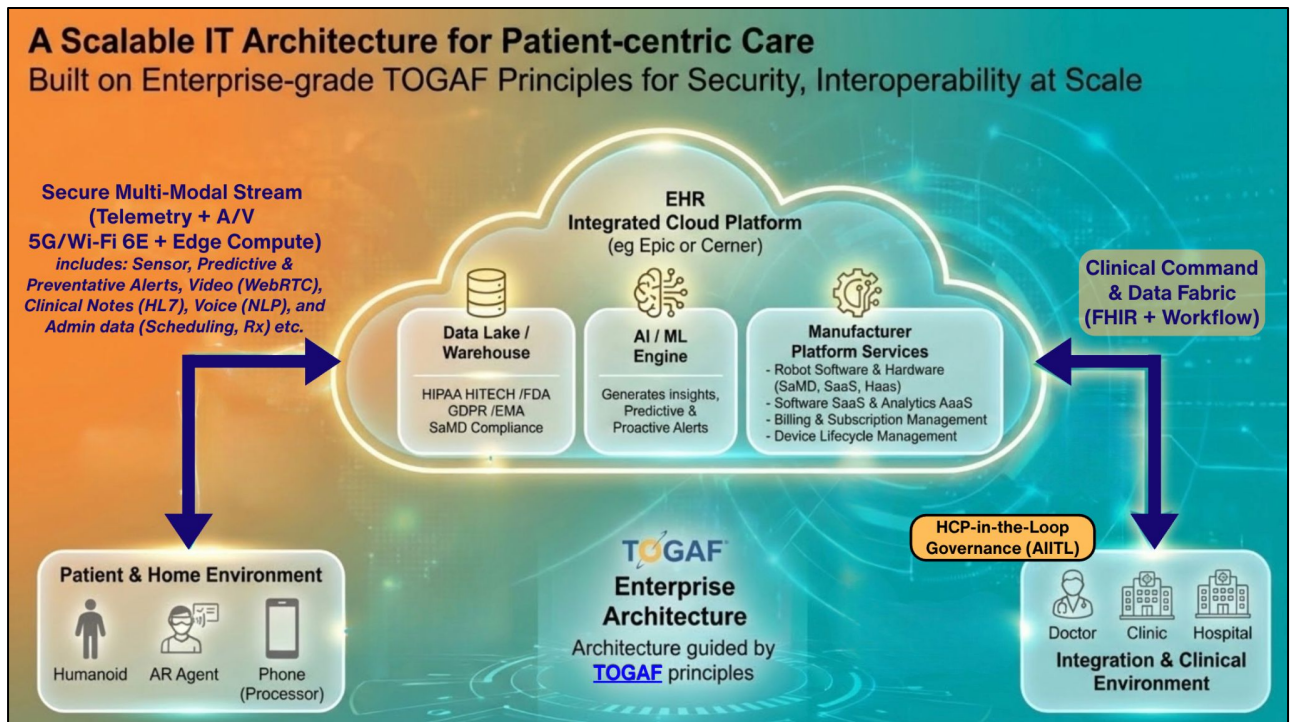 A Scalable IT Architecture for Patient-centric Care
Built on Enterprise-grade TOGAF Principles for Security, Interoperability at Scale
Secure Multi-Modal Stream
(Telemetry + A/V
5G/Wi-Fi 6E + Edge Compute)
includes: Sensor, Predictive &
Preventative Alerts, Video (WebRTC),
Clinical Notes (HL7), Voice (NLP), and
Admin data (Scheduling, Rx) etc.
EHR
Integrated Cloud Platform
(eg Epic or Cerner)
Data Lake /
Warehouse
HIPAA HITECH /FDA
GDPR /EMA
SaMD Compliance
AI / ML
Engine
Generates insights,
Predictive &
Proactive Alerts
Manufacturer
Platform Services
- Robot Software & Hardware
(SaMD, SaaS, Haas)
- Software SaaS & Analytics AaaS
- Billing & Subscription Management
- Device Lifecycle Management
Clinical Command
& Data Fabric
(FHIR + Workflow)
Patient & Home Environment
Humanoid
AR Agent
Phone
(Processor)
TOGAF®
Enterprise
Architecture
Architecture guided by
TOGAF principles
HCP-in-the-Loop
Governance (AIITL)
Doctor
Clinic
Hospital
Integration & Clinical
Environment